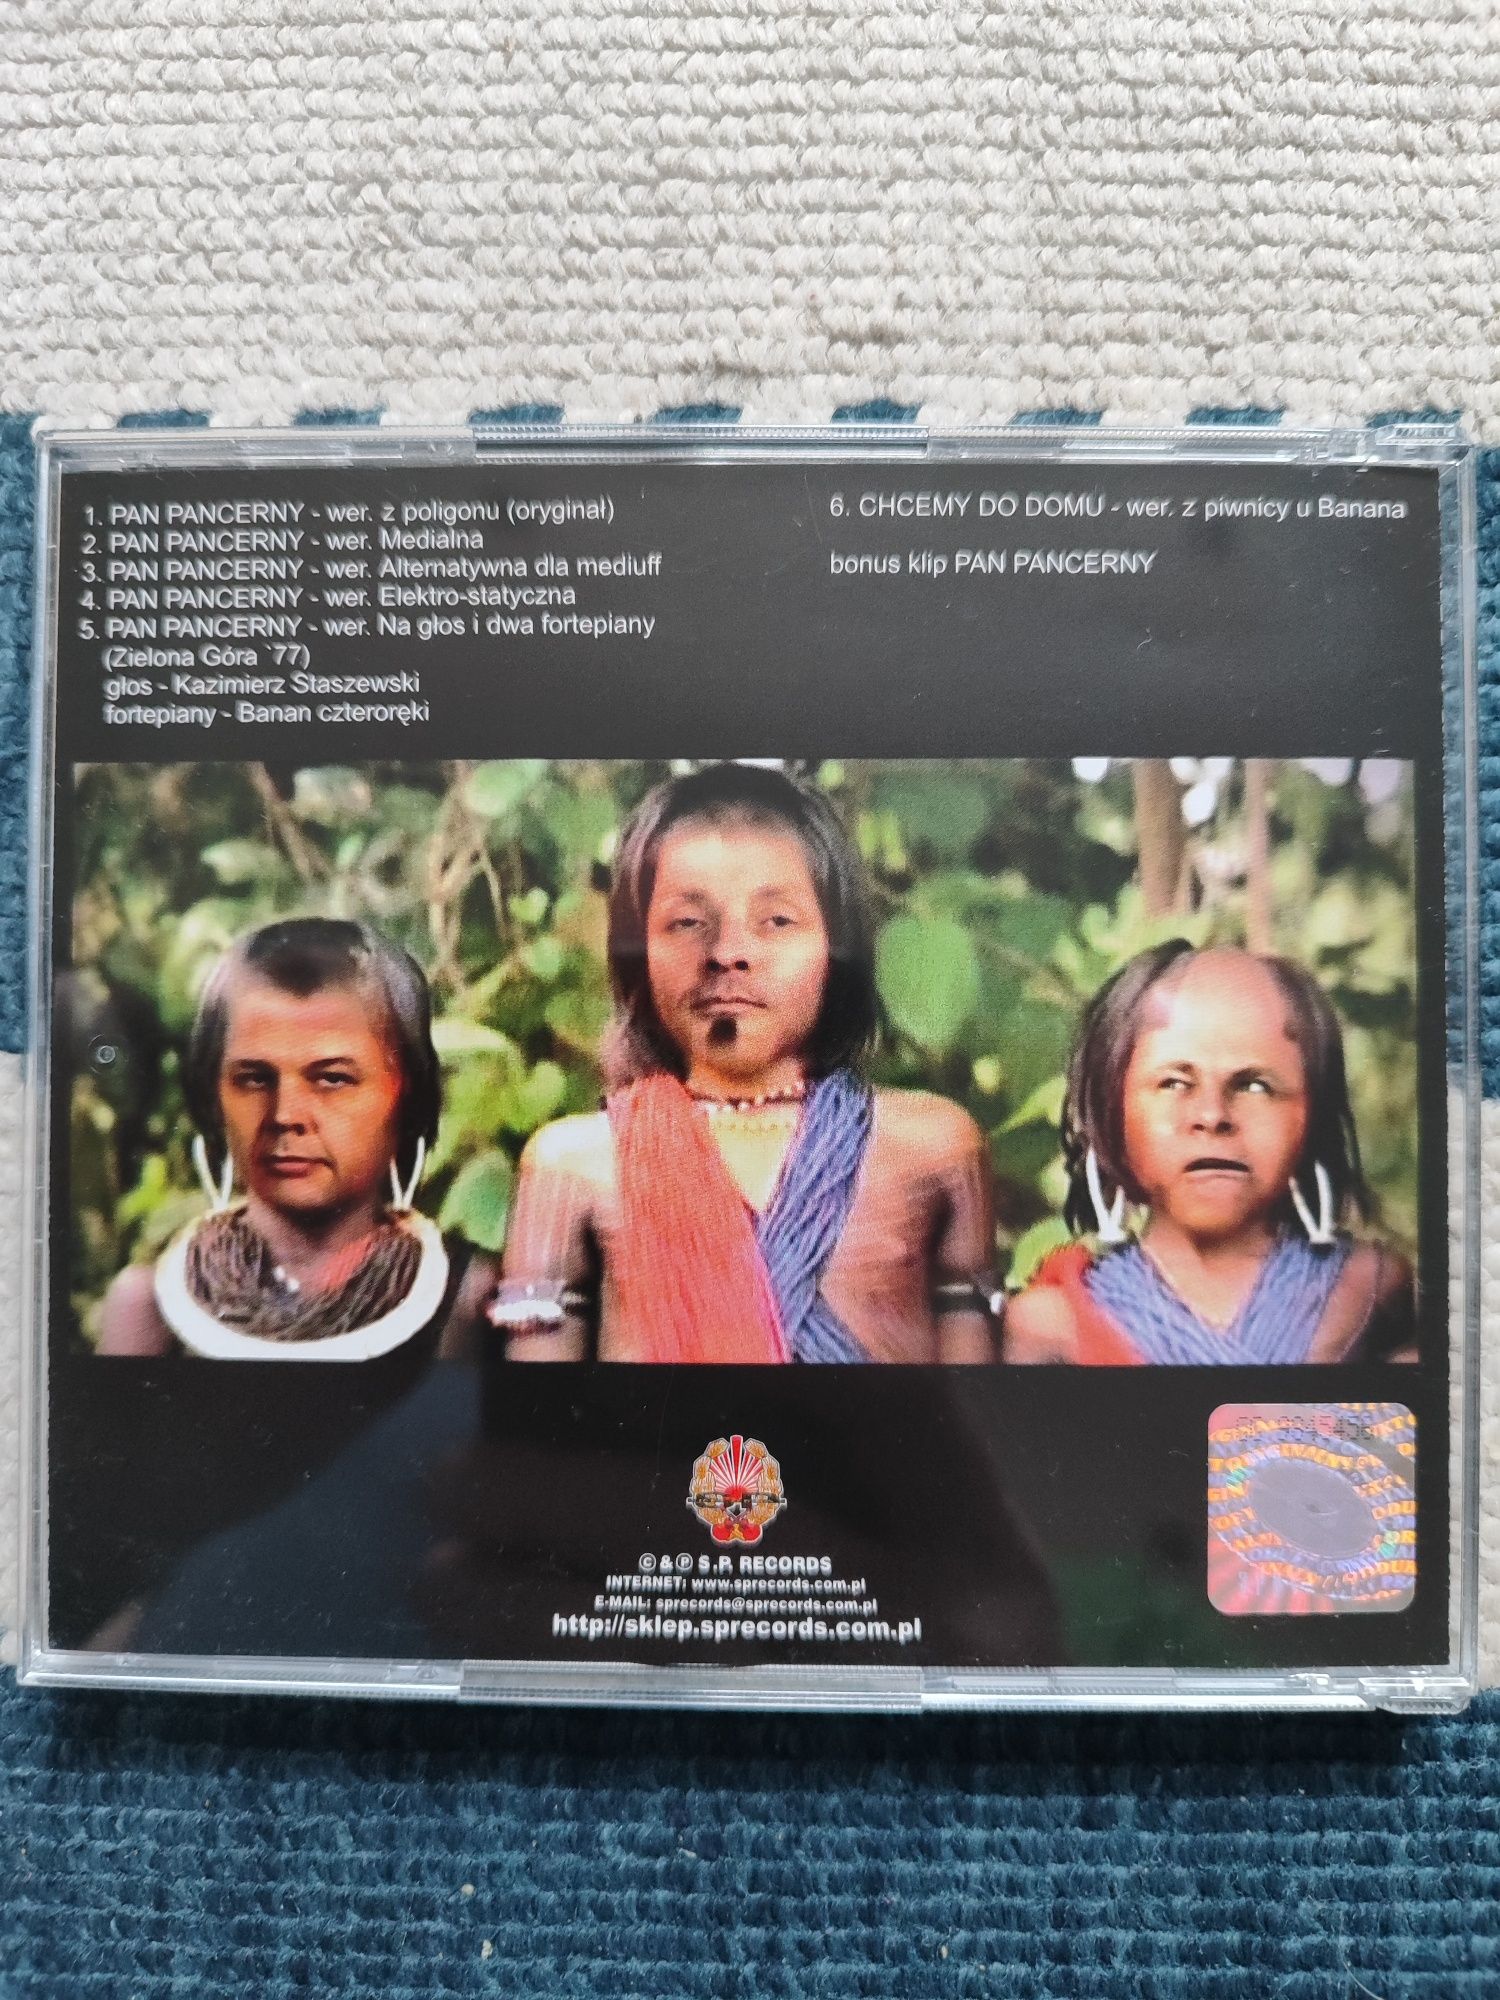 1. PAN PANCERNY - wer. z poligonu (oryginał)
2. PAN PANCERNY - wer. Medialna
3. PAN PANCERNY - wer. Alternatywna dla mediuff
4. PAN PANCERNY - wer. Elektro-statyczna
5. PAN PANCERNY - wer. Na głos i dwa fortepiany
(Zielona Góra `77)
głos - Kazimierz Staszewski
fortepiany - Banan czteroręki
6. CHCEMY DO DOMU - wer. z piwnicy u Banana
bonus klip PAN PANCERNY
© & ℗ S.P. RECORDS
INTERNET: www.sprecords.com.pl
E-MAIL: sprecords@sprecords.com.pl
http://sklep.sprecords.com.pl